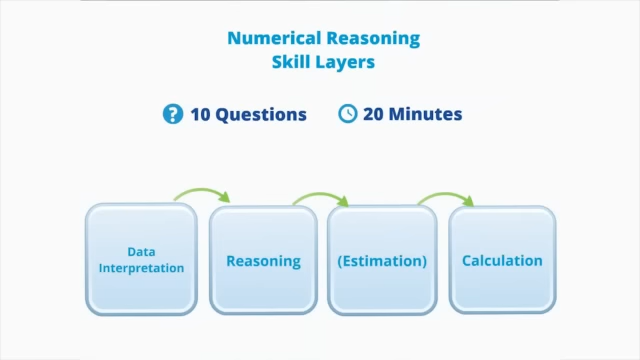 Numerical Reasoning
Skill Layers
? 10 Questions
20 Minutes
Data
Interpretation
Reasoning
(Estimation)
Calculation